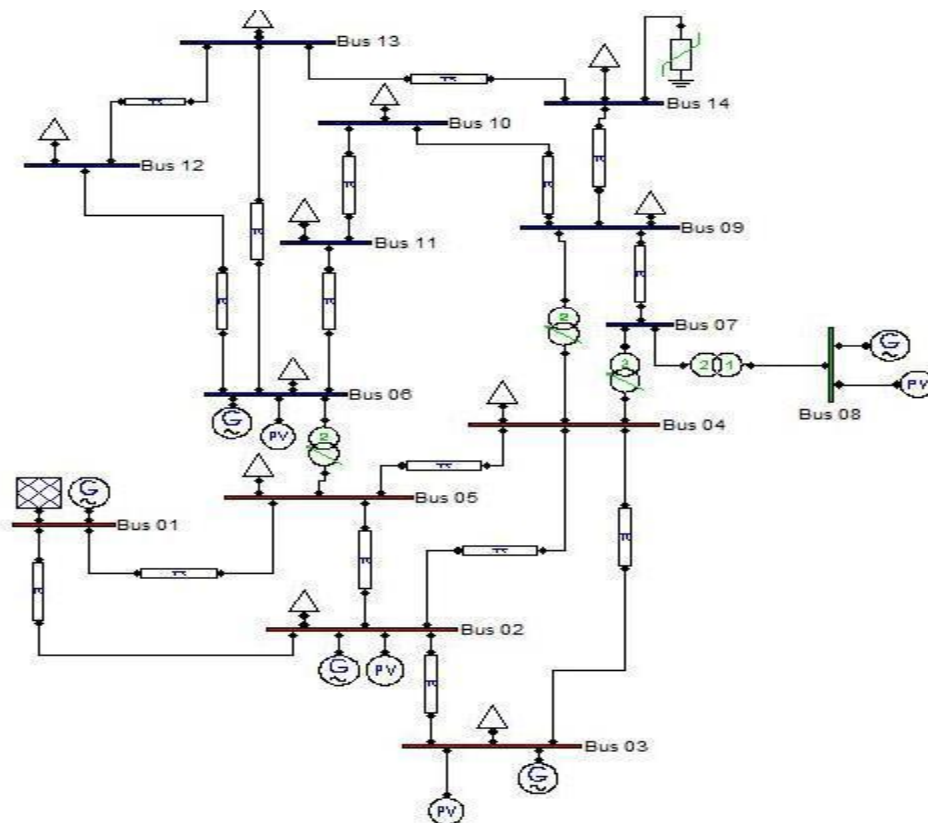 Bus 13
Bus 14
Bus 10
Bus 12
Bus 09
Bus 11
Bus 07
2
2
2 1
G
PV
Bus 08
Bus 06
G
PV
2
Bus 04
G
Bus 05
Bus 01
Bus 02
G
PV
Bus 03
G
PV